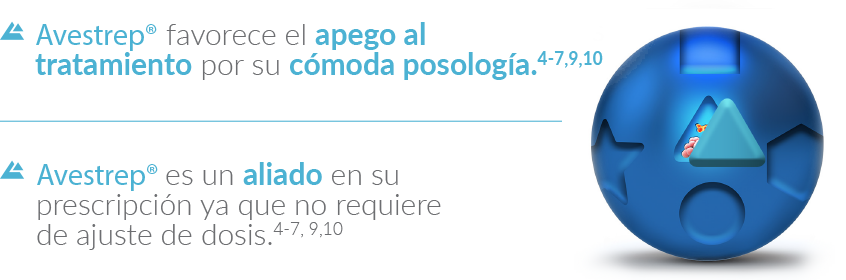 Avestrep® favorece el apego al
tratamiento por su cómoda posología.4-7,9,10
Avestrep® es un aliado en su
prescripción ya que no requiere
de ajuste de dosis.4-7, 9,10